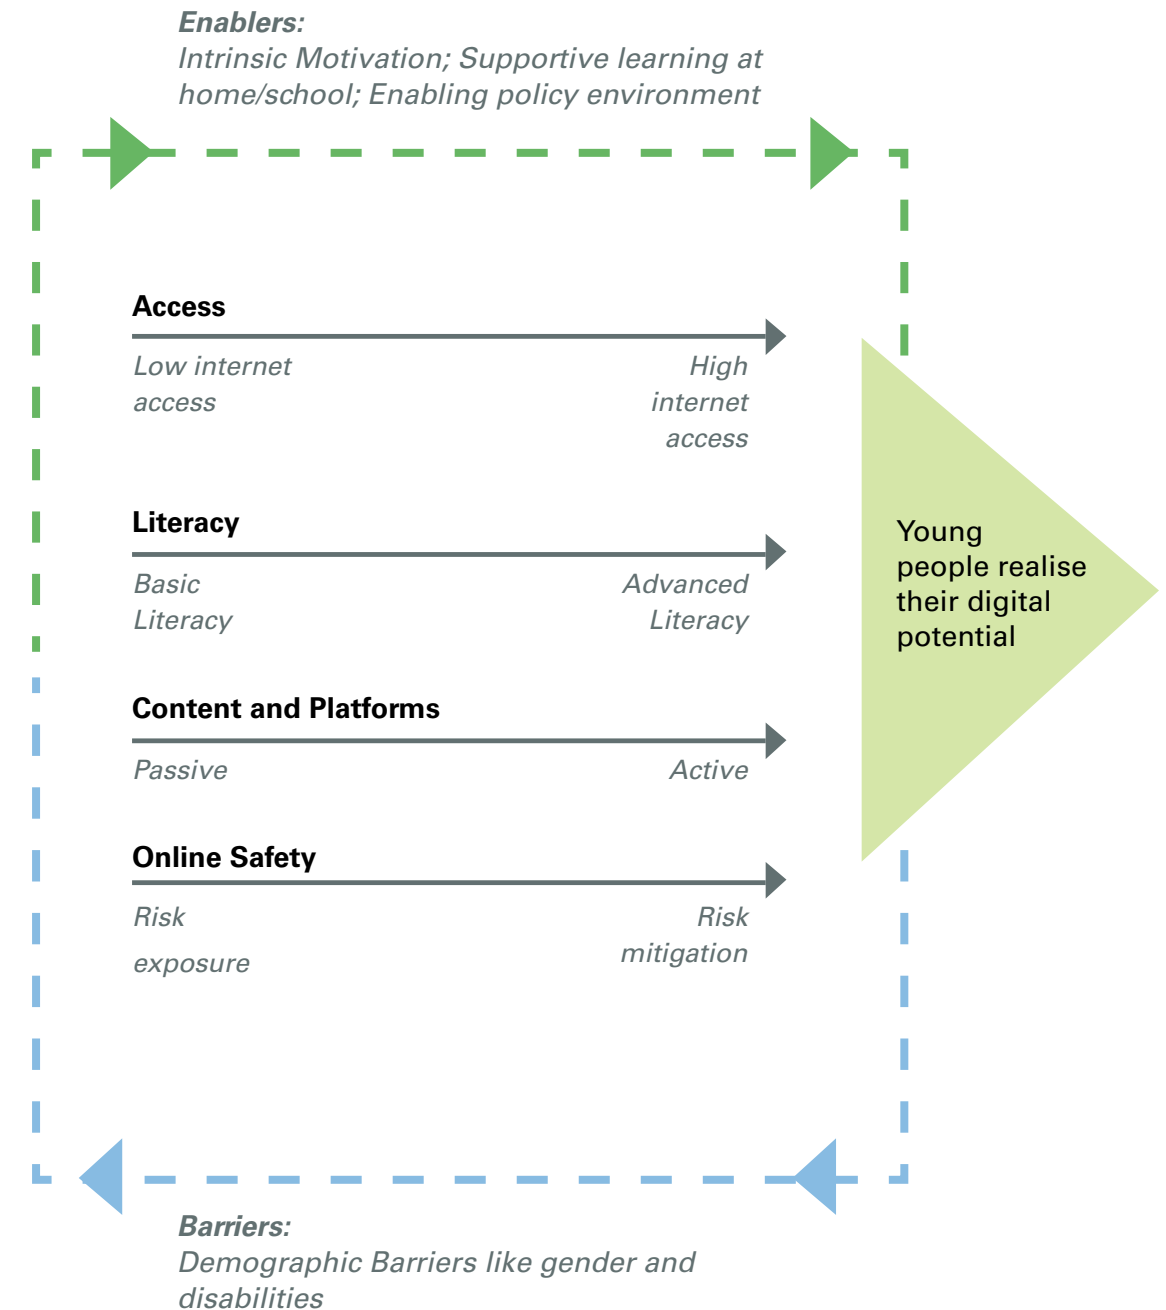 Enablers:
Intrinsic Motivation; Supportive learning at
home/school; Enabling policy environment
Access
Low internet
access
High
internet
access
Literacy
Basic
Literacy
Advanced
Literacy
Content and Platforms
Passive
Active
Online Safety
Risk
exposure
Risk
mitigation
Young
people realise
their digital
potential
Barriers:
Demographic Barriers like gender and
disabilities